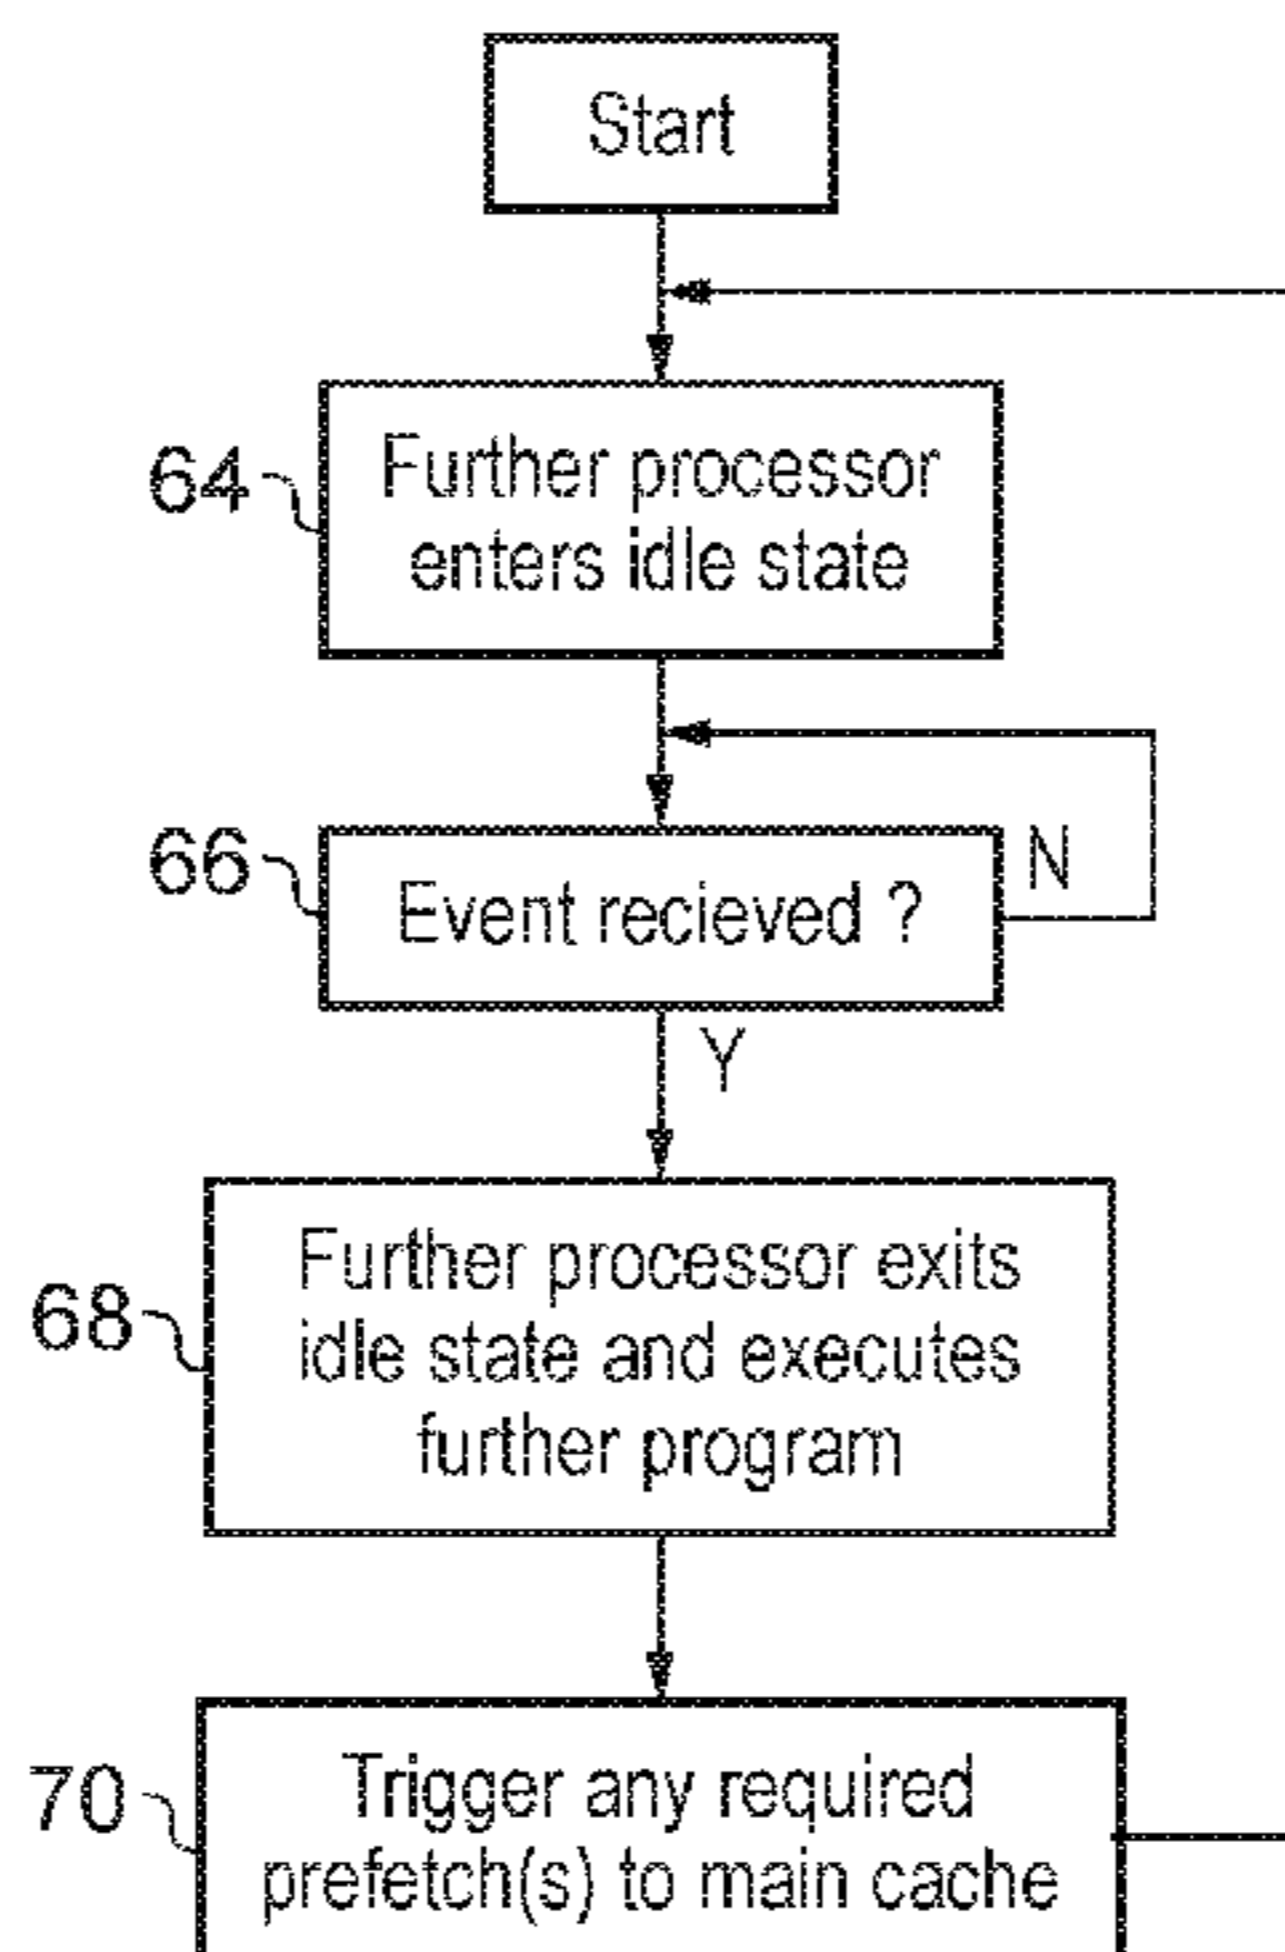 Start
64
Further processor
enters idle state
66
Event recieved ?
N
Y
68
Further processor exits
idle state and executes
further program
70
Trigger any required
prefetch(s) to main cache